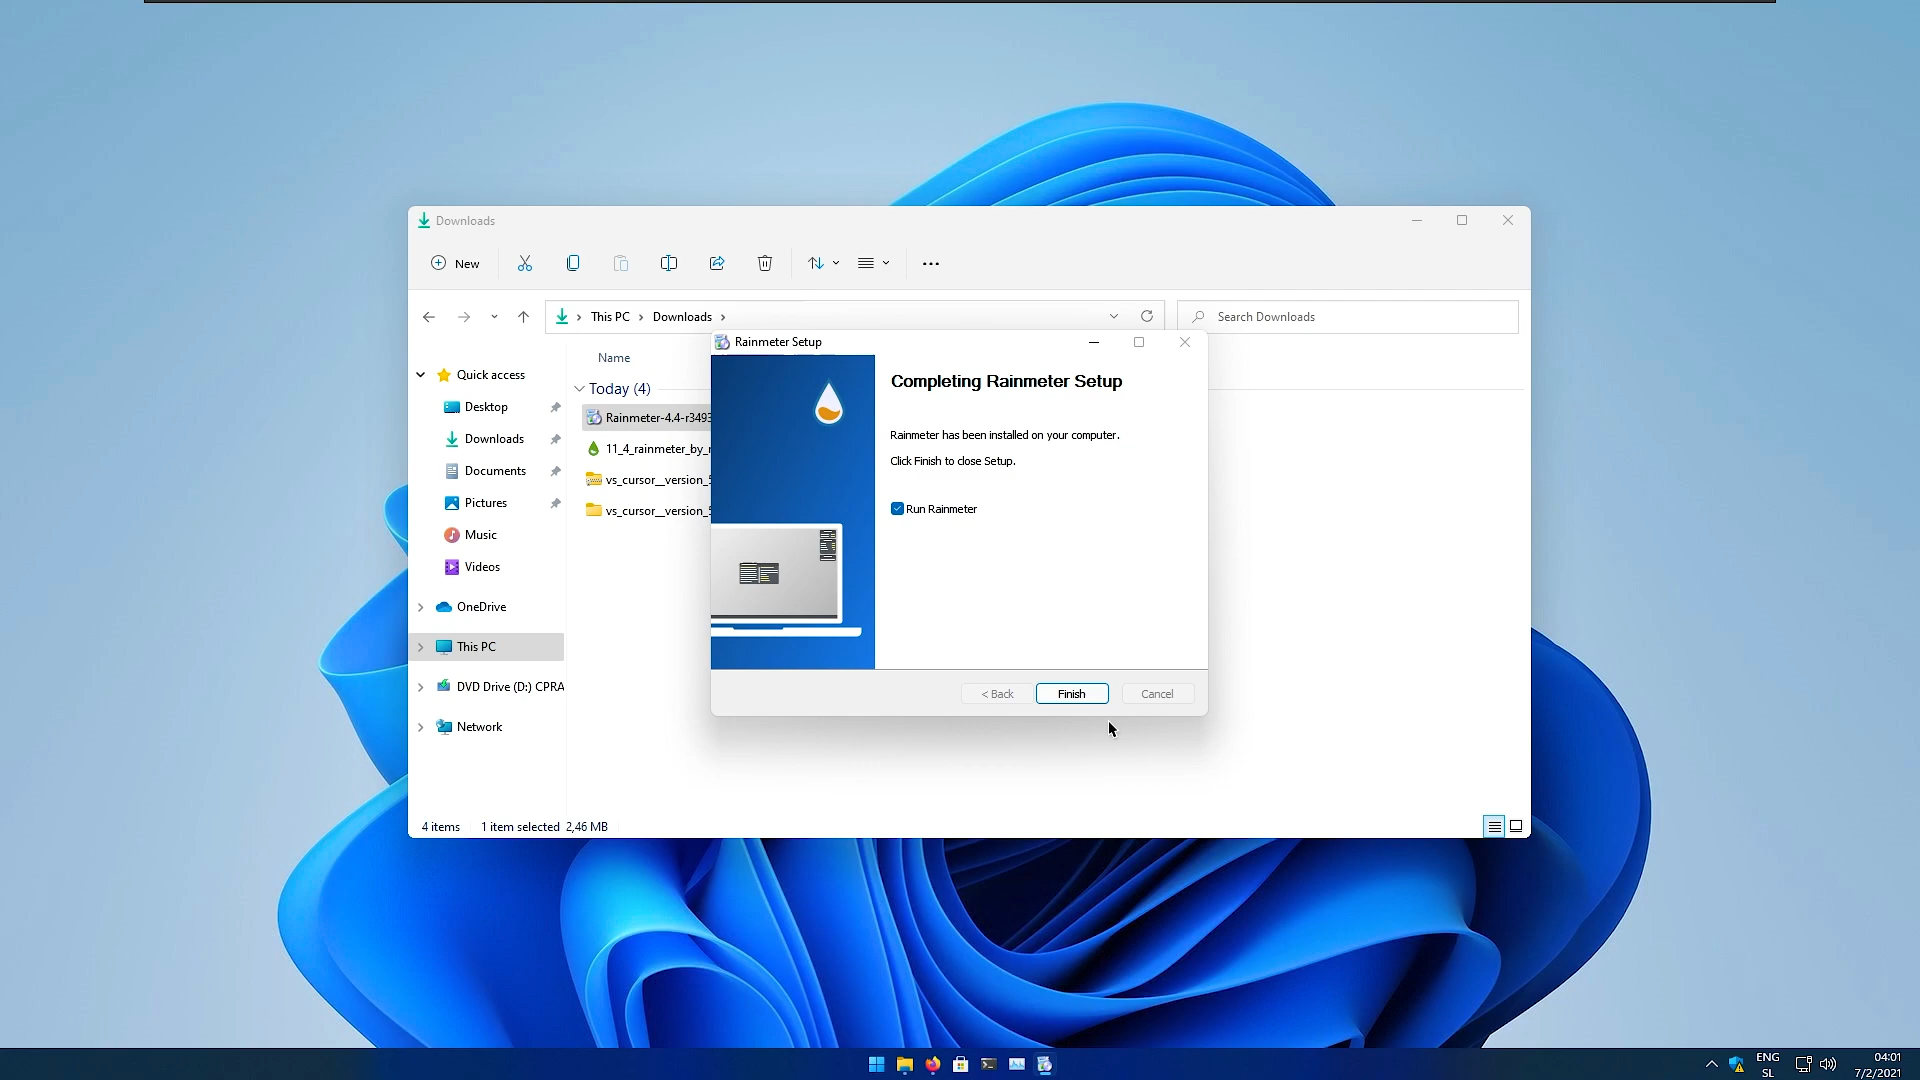 Downloads
New
This PC
Downloads
Search Downloads
Rainmeter Setup
Name
Quick access
Today (4)
Completing Rainmeter Setup
Desktop
Rainmeter-4.4-r3493
Rainmeter has been installed on your computer.
Downloads
11_4_rainmeter_by_
Click Finish to close Setup.
Documents
vs_cursor__version_
Pictures
Run Rainmeter
vs_cursor__version_
Music
Videos
OneDrive
This PC
DVD Drive (D:) CPRA
< Back
Finish
Cancel
Network
4 items
1 item selected 2,46 MB
ENG
SL
04:01
7/2/2021